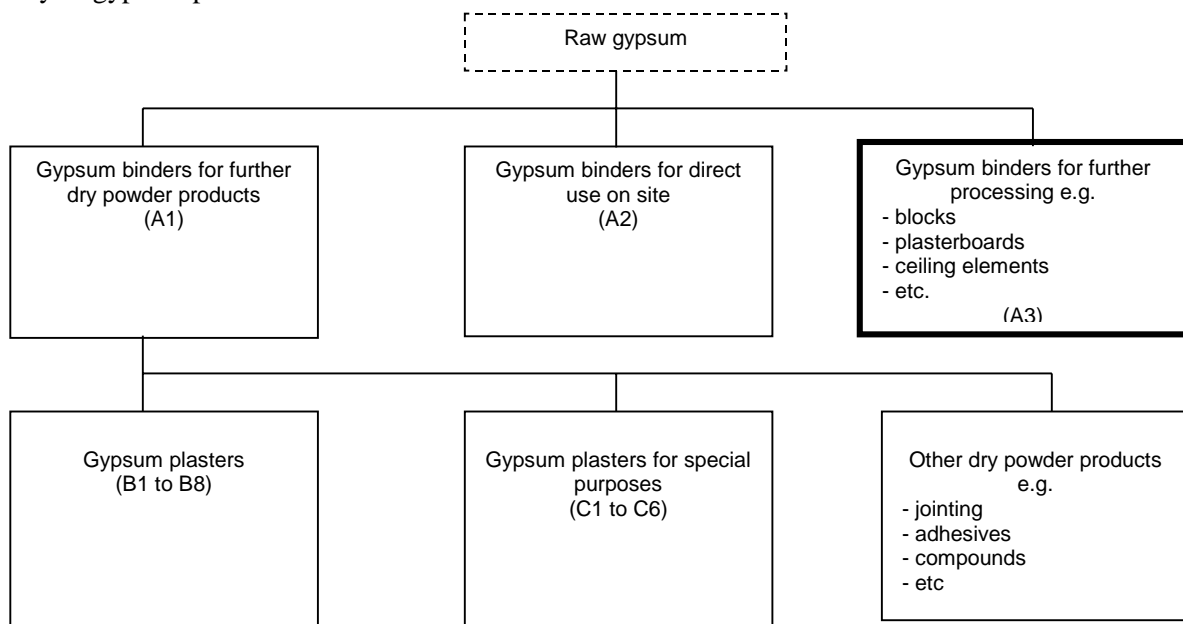 Raw gypsum
Gypsum binders for further
dry powder products
(A1)
Gypsum binders for direct
use on site
(A2)
Gypsum binders for further
processing e.g.
- blocks
- plasterboards
- ceiling elements
- etc.
(A3)
Gypsum plasters
(B1 to B8)
Gypsum plasters for special
purposes
(C1 to C6)
Other dry powder products
e.g.
- jointing
- adhesives
- compounds
- etc